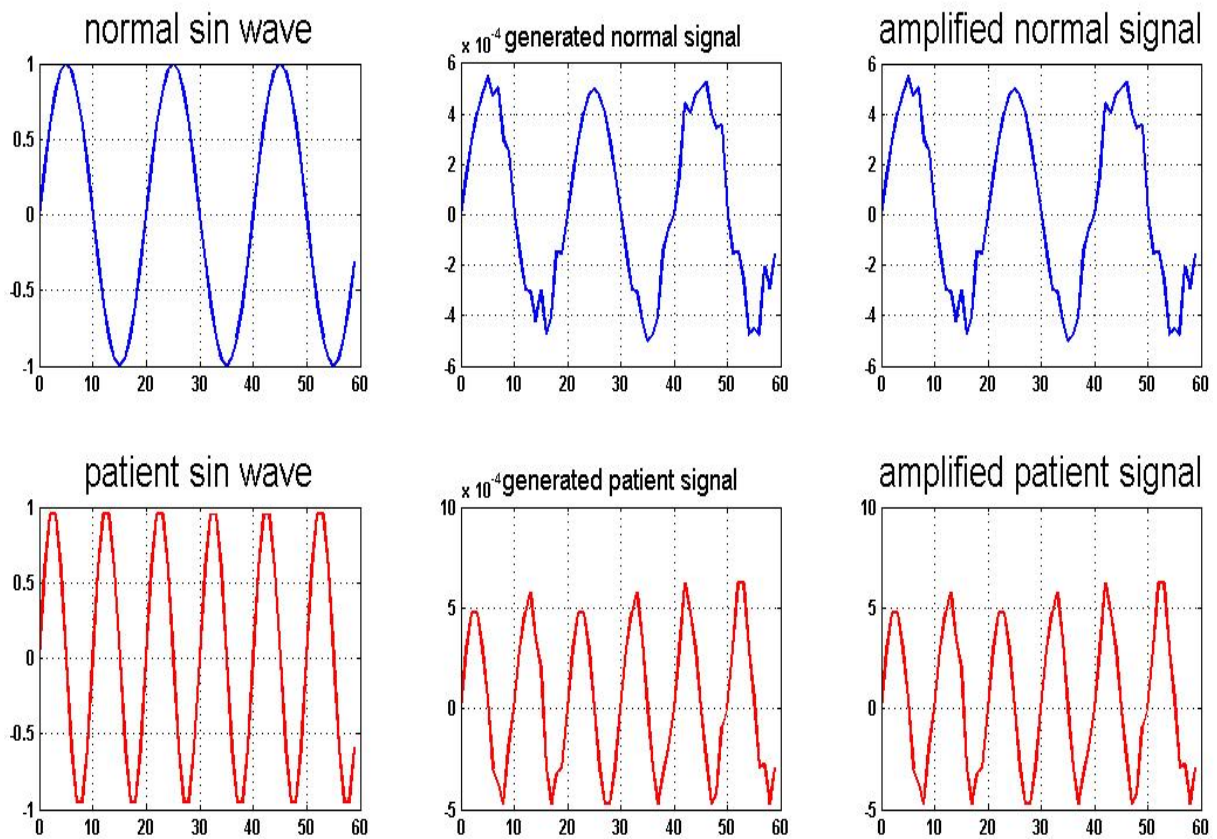 normal sin wave
× 10⁻⁴ generated normal signal
amplified normal signal
1
0.5
0
-0.5
-1
0 10 20 30 40 50 60
6
4
2
0
-2
-4
-6
0 10 20 30 40 50 60
6
4
2
0
-2
-4
-6
0 10 20 30 40 50 60
patient sin wave
× 10⁻⁴ generated patient signal
amplified patient signal
1
0.5
0
-0.5
-1
0 10 20 30 40 50 60
10
5
0
5
0 10 20 30 40 50 60
10
5
0
5
0 10 20 30 40 50 60